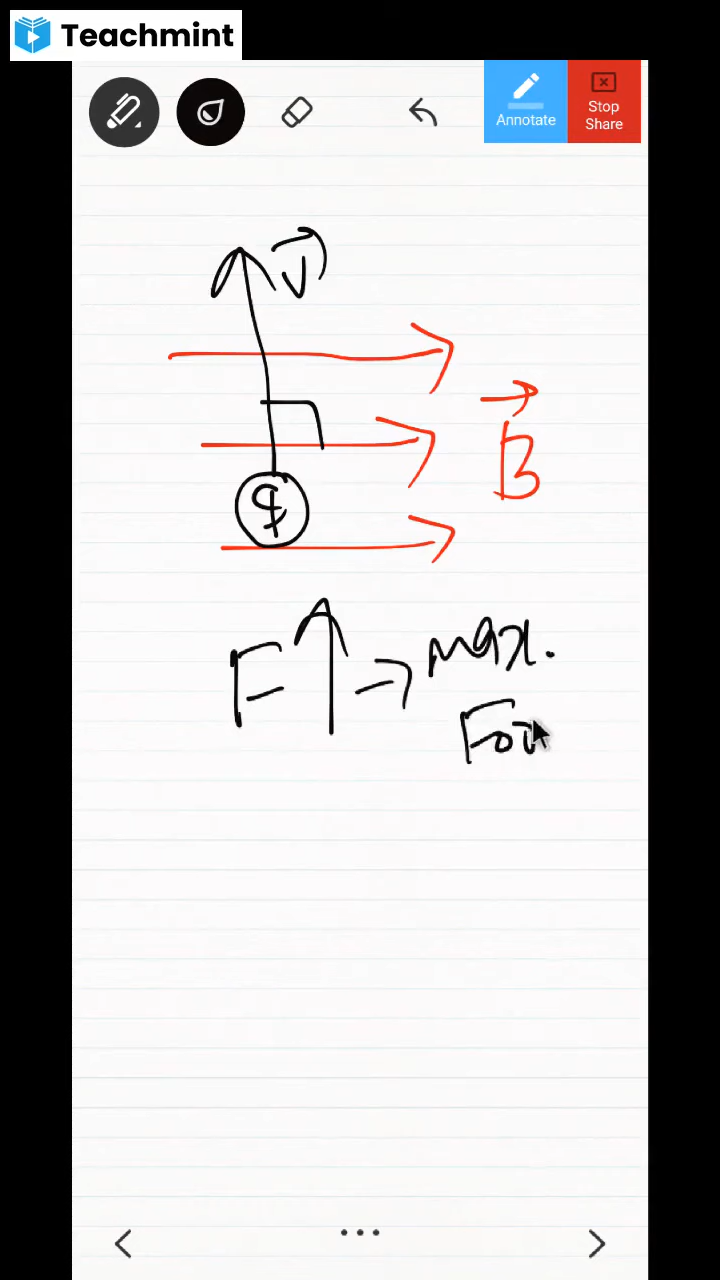 Teachmint
Annotate
Stop
Share
V
B
F → max.